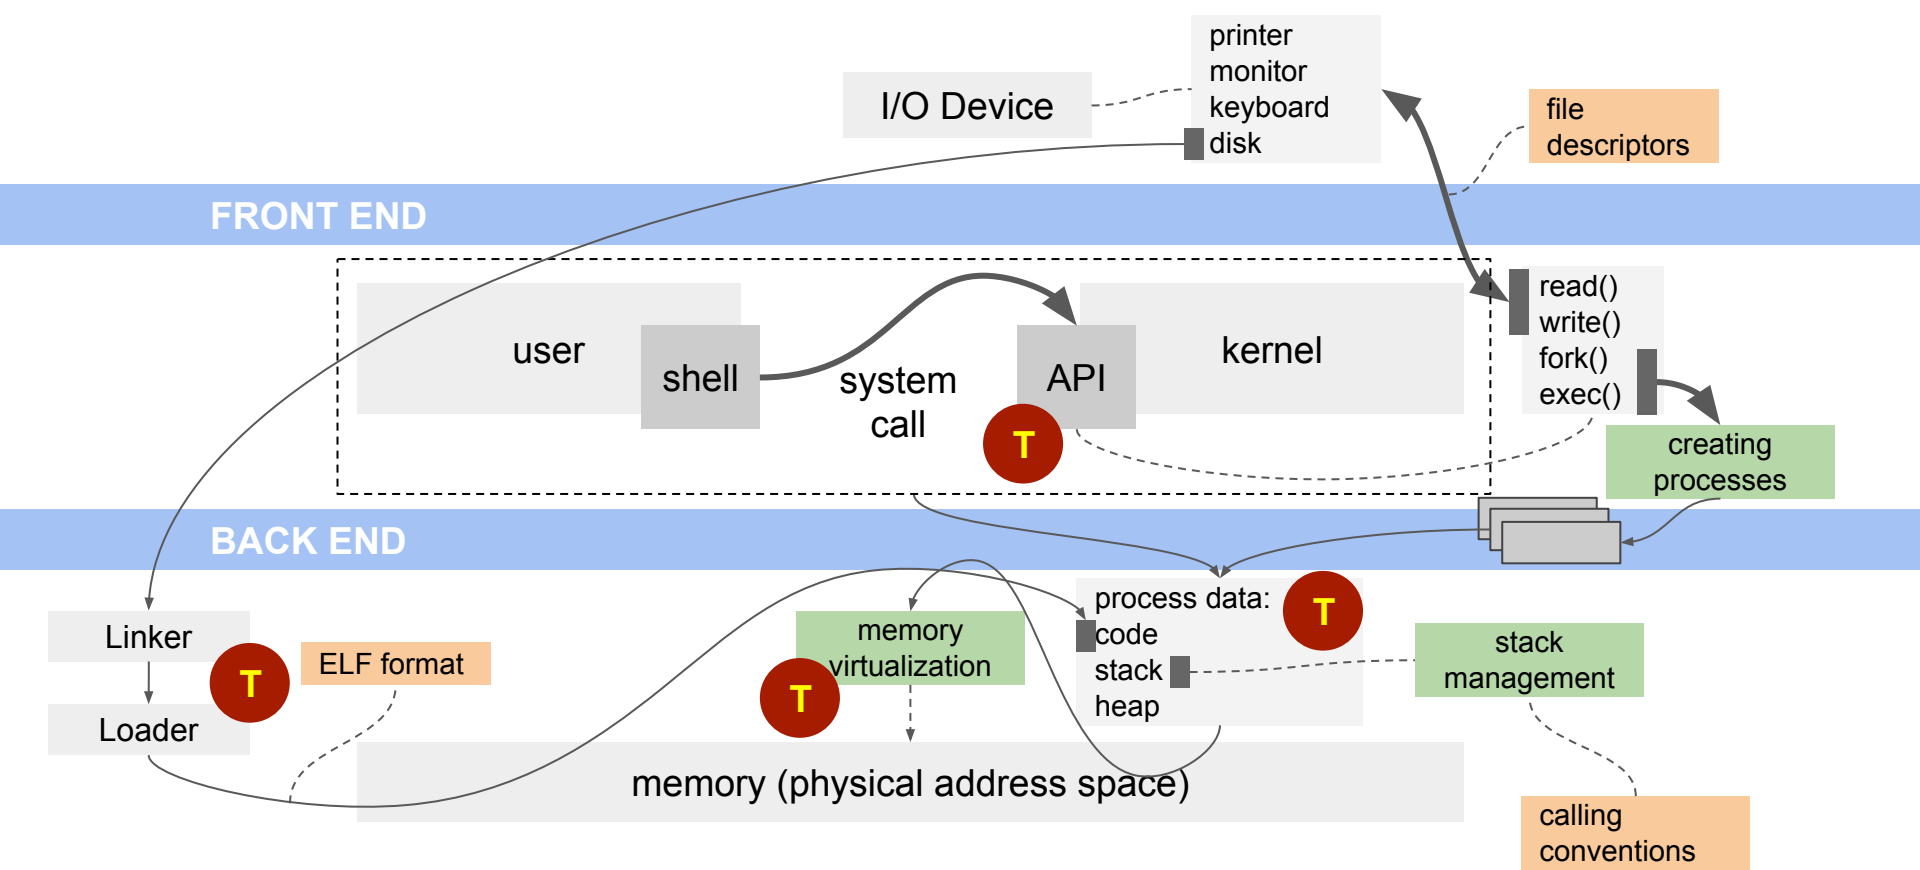 printer
monitor
keyboard
disk
I/O Device
file
descriptors
FRONT END
user
shell
system
call
API
kernel
read()
write()
fork()
exec()
T
creating
processes
BACK END
Linker
Loader
T
ELF format
memory
virtualization
T
process data:
code
stack
heap
T
stack
management
memory (physical address space)
calling
conventions